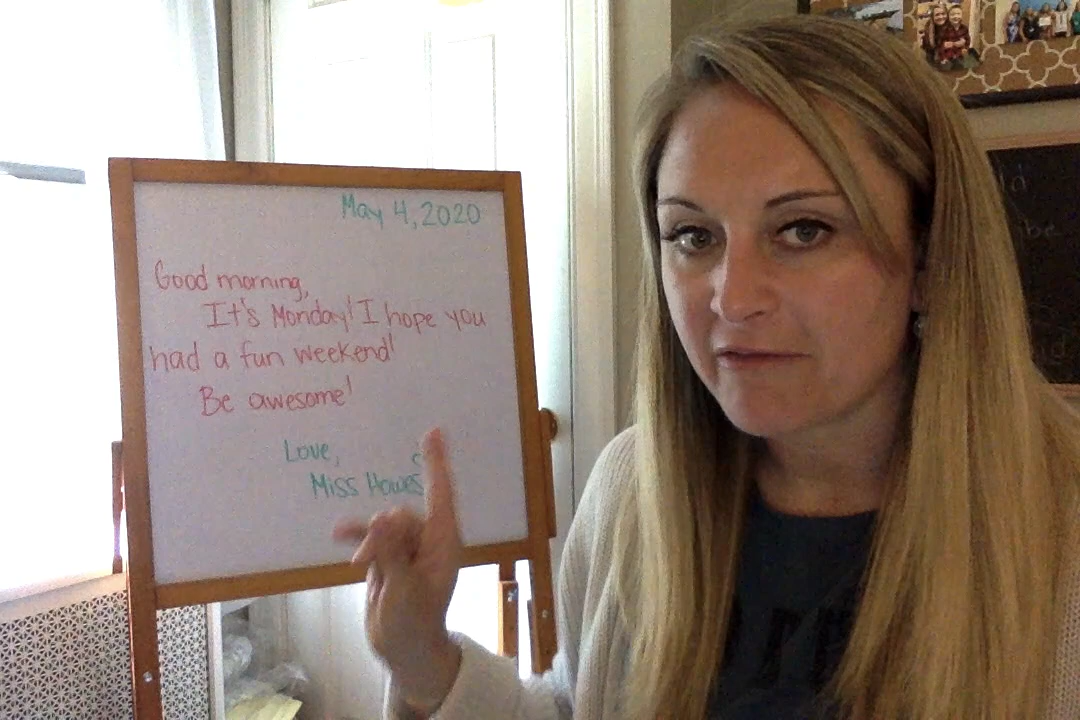 May 4, 2020
Good morning,
It's Monday! I hope you
had a fun weekend!
Be awesome!
Love,
Miss Howes